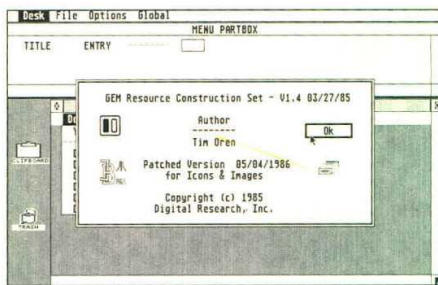 Desk File Options Global
MENU PARTBOX
TITLE ENTRY --------
GEM Resource Construction Set - V1.4 03/27/85
Author
--------
Tim Oren
Ok
Patched Version 05/04/1986
for Icons & Images
Copyright (c) 1985
Digital Research, Inc.
CLIPBOARD
TRASH